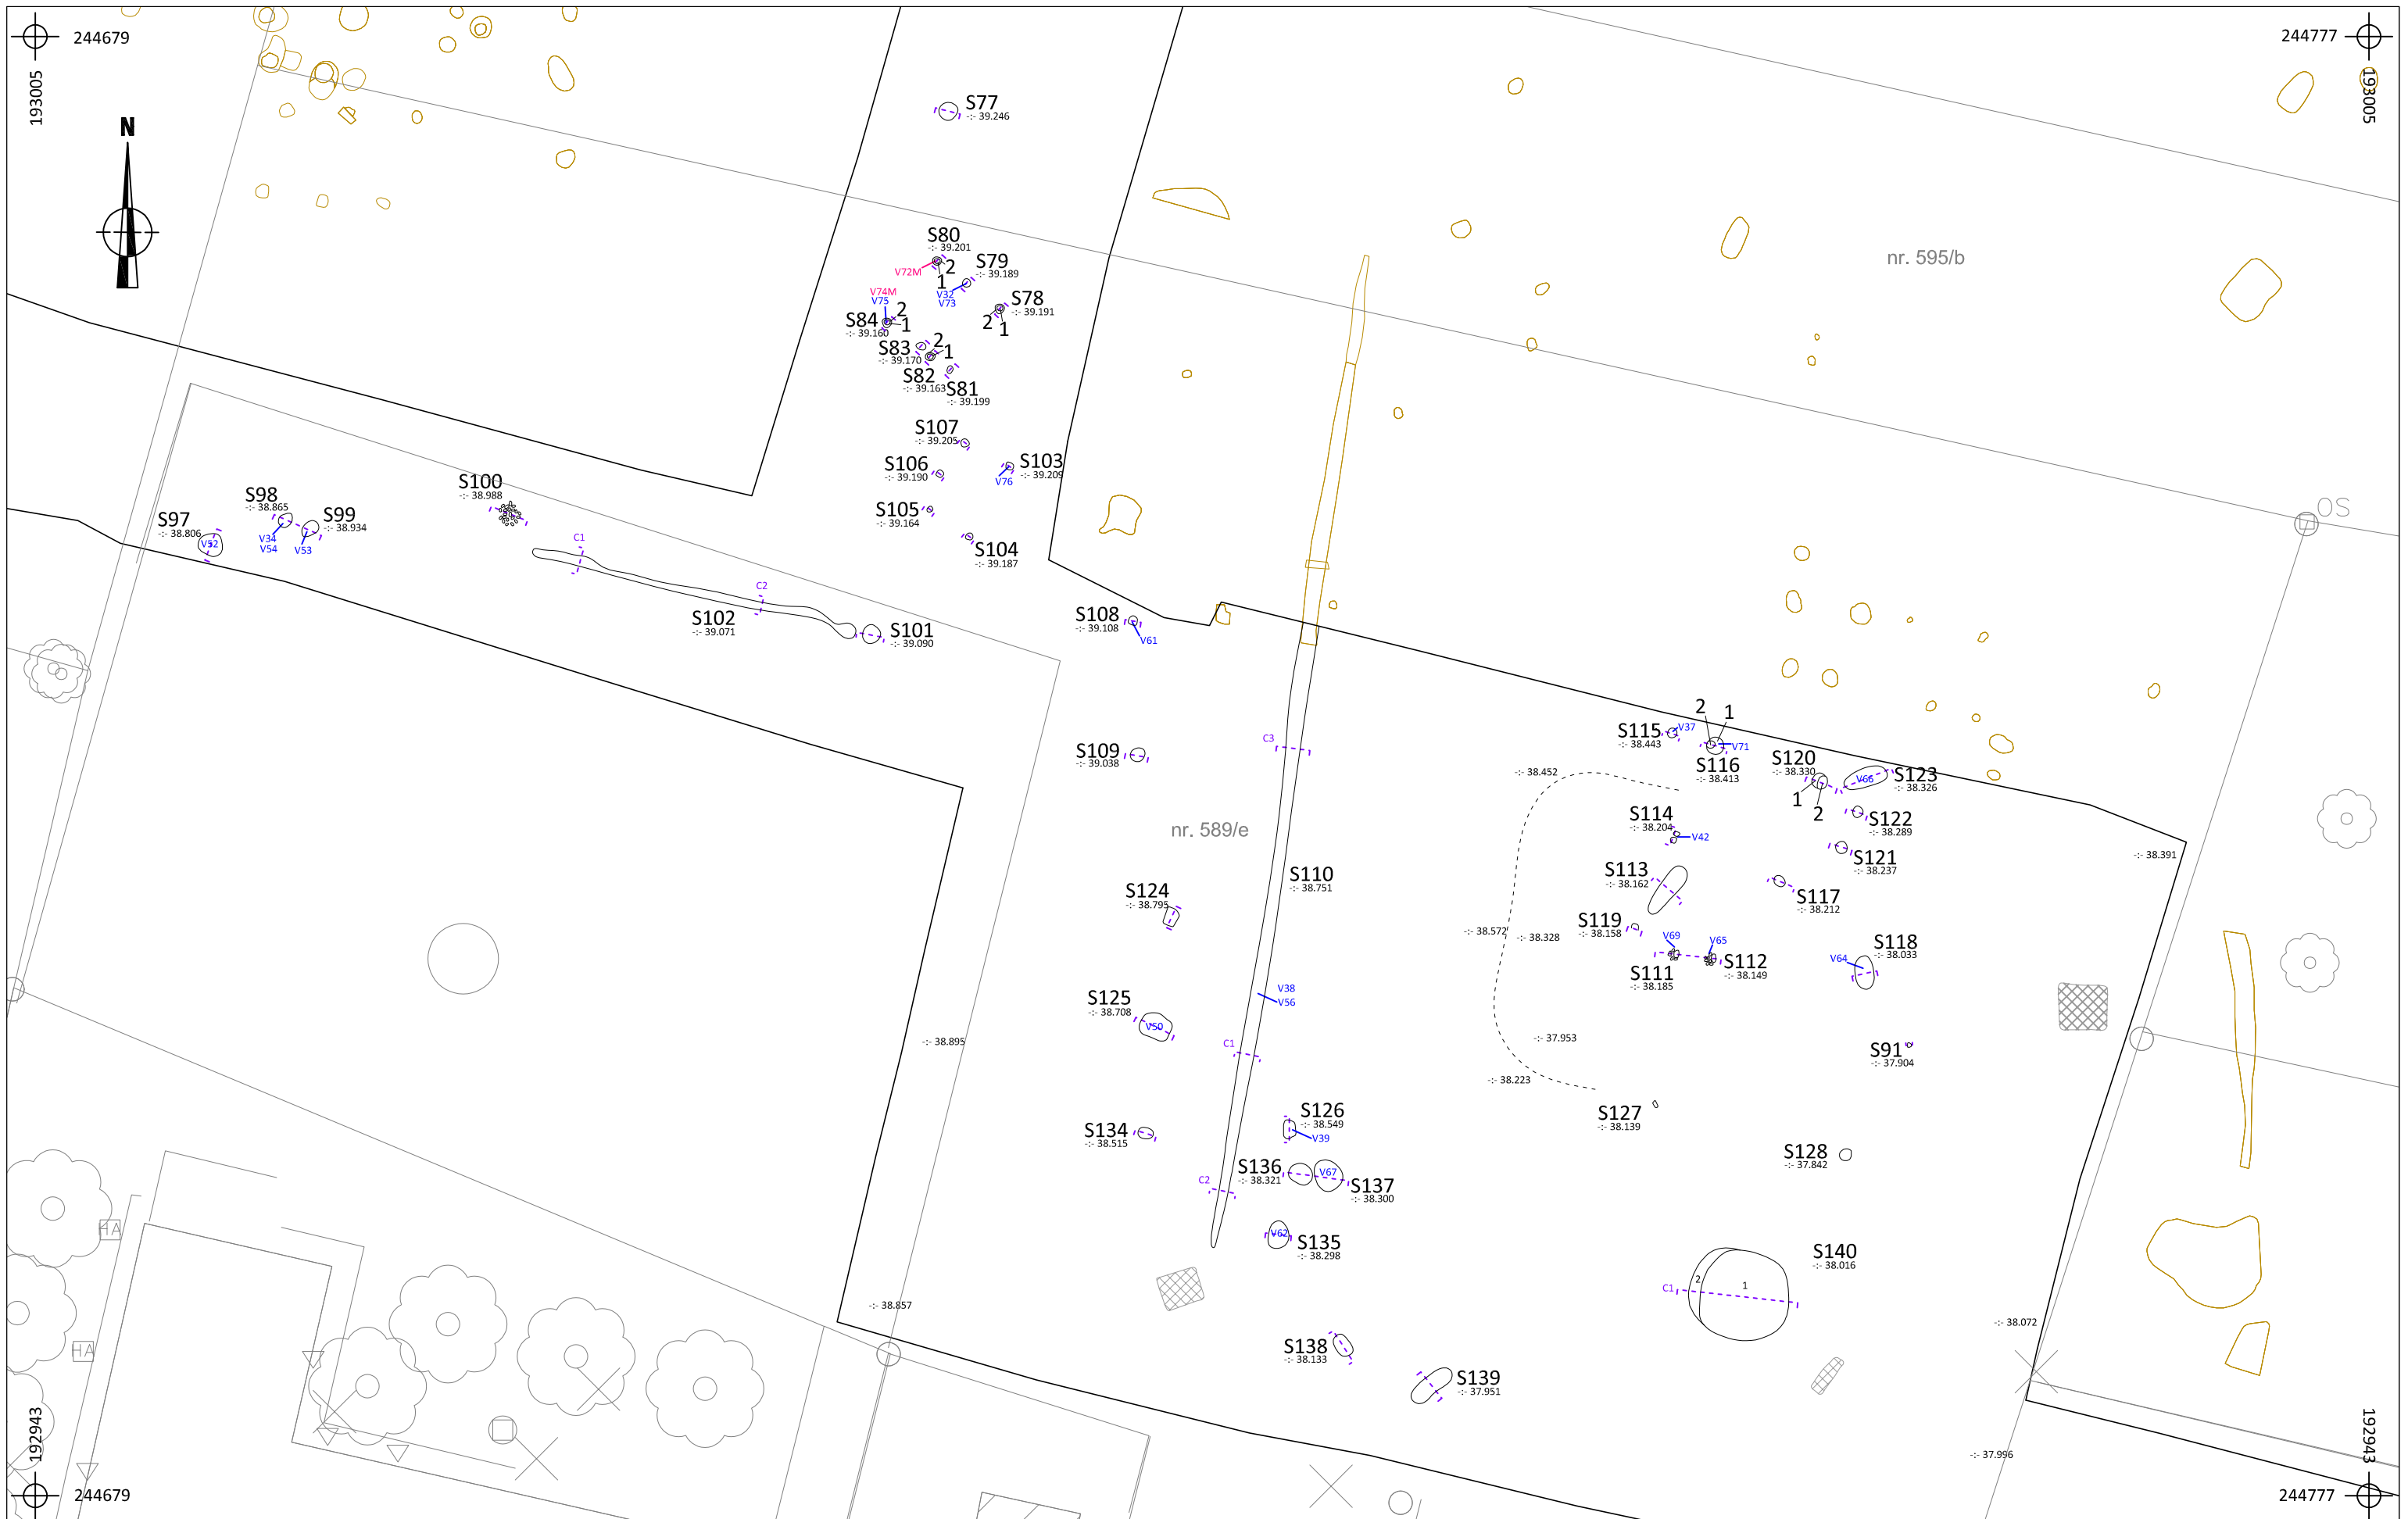 244679
193005
N
244777
193005
S77
-:- 39.246
nr. 595/b
S80
-:- 39.201
V72M
2
1
S79
-:- 39.189
V32
V73
S78
-:- 39.191
2
1
V74M
V75
S84
-:- 39.160
2
1
S83
-:- 39.170
2
1
S82
-:- 39.163
S81
-:- 39.199
S107
-:- 39.205
S106
-:- 39.190
S103
-:- 39.209
V76
S105
-:- 39.164
S104
-:- 39.187
S97
-:- 38.806
V52
S98
-:- 38.865
V34
V54
S99
-:- 38.934
V53
S100
-:- 38.988
C1
C2
S102
-:- 39.071
S101
-:- 39.090
OS
S108
-:- 39.108
V61
S109
-:- 39.038
C3
nr. 589/e
S110
-:- 38.751
S115
-:- 38.443
V37
2
1
V71
S116
-:- 38.413
-:- 38.452
S120
-:- 38.330
1
2
V66
S123
-:- 38.326
S122
-:- 38.289
S121
-:- 38.237
-:- 38.391
S114
-:- 38.204
V42
S113
-:- 38.162
S117
-:- 38.212
S124
-:- 38.795
S119
-:- 38.158
-:- 38.572
-:- 38.328
V69
V65
S111
-:- 38.185
S112
-:- 38.149
S118
-:- 38.033
V64
S125
-:- 38.708
V50
V38
V56
C1
-:- 38.895
-:- 37.953
-:- 38.223
S91
-:- 37.904
S127
-:- 38.139
S126
-:- 38.549
V39
S134
-:- 38.515
S128
-:- 37.842
S136
-:- 38.321
V67
S137
-:- 38.300
C2
V62
S135
-:- 38.298
S140
-:- 38.016
C1
2
1
HA
HA
-:- 38.857
-:- 38.072
S138
-:- 38.133
S139
-:- 37.951
-:- 37.996
192943
244679
192943
244777